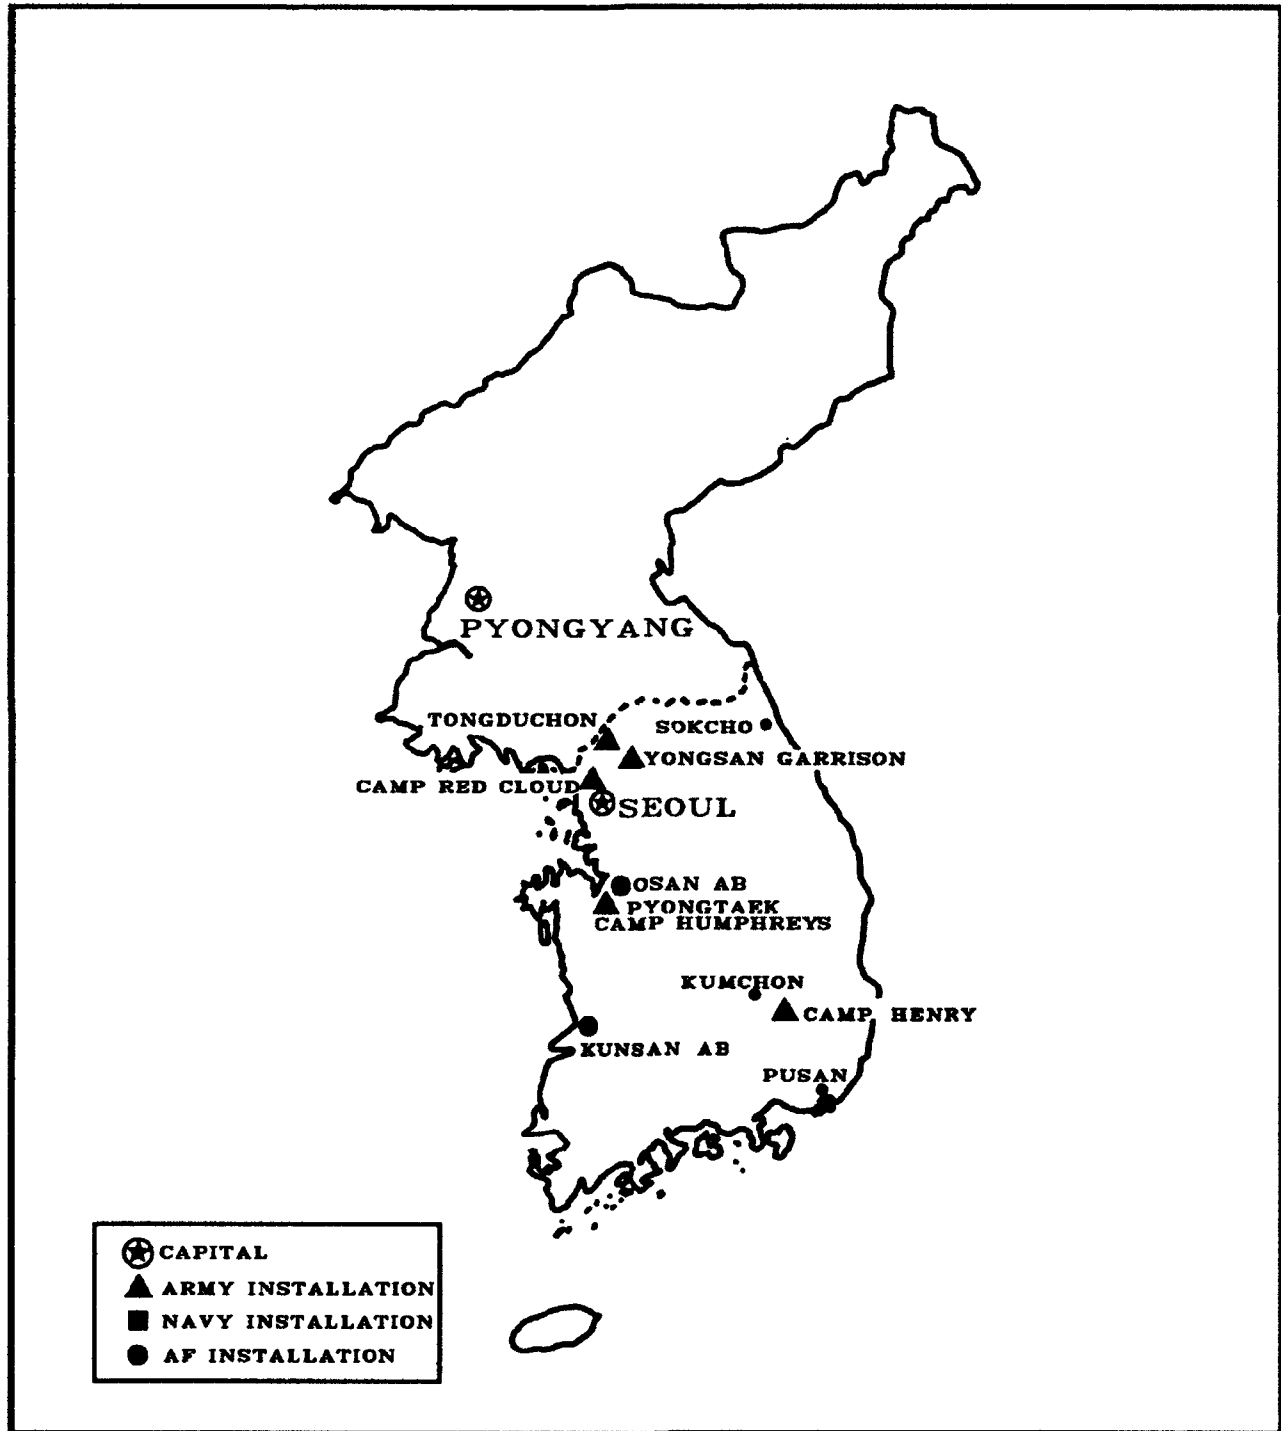 PYONGYANG
TONGDUCHON
SOKCHO
YONGSAN GARRISON
CAMP RED CLOUD
SEOUL
OSAN AB
PYONGTAEK
CAMP HUMPHREYS
KUMCHON
CAMP HENRY
KUNSAN AB
PUSAN
CAPITAL
ARMY INSTALLATION
NAVY INSTALLATION
AF INSTALLATION